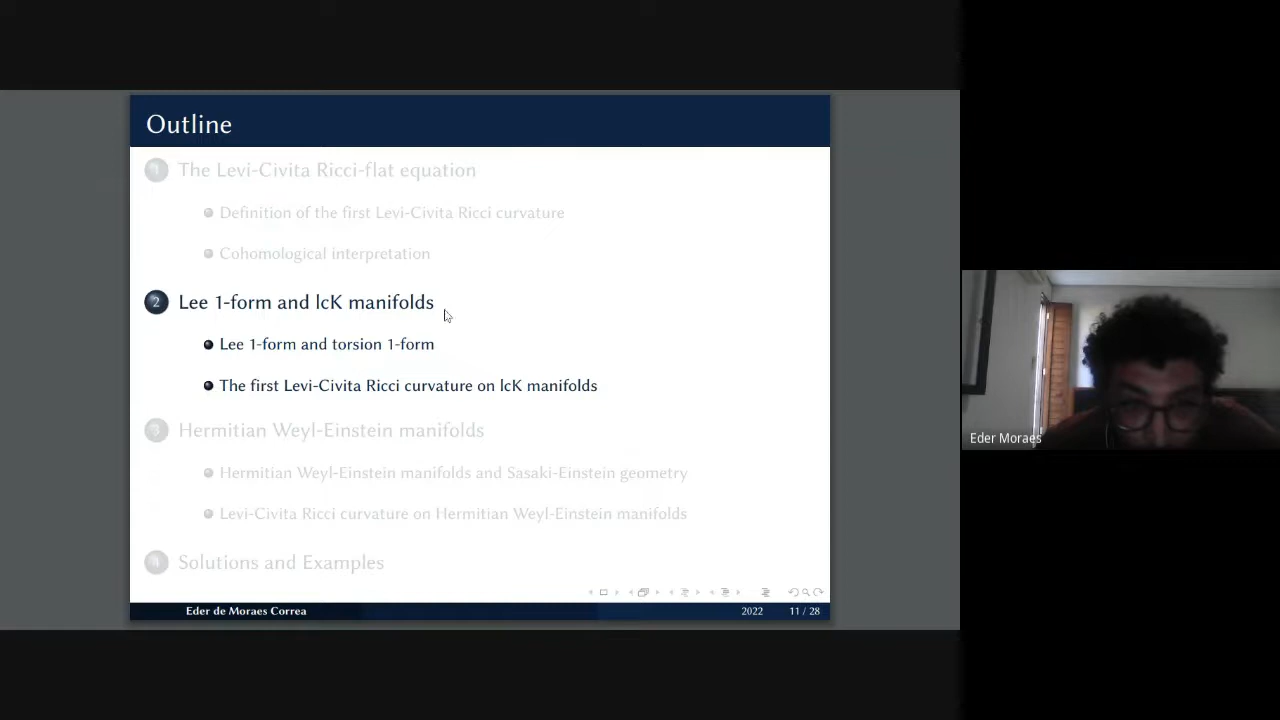 Outline
1 The Levi-Civita Ricci-flat equation
Definition of the first Levi-Civita Ricci curvature
Cohomological interpretation
2 Lee 1-form and lcK manifolds
Lee 1-form and torsion 1-form
The first Levi-Civita Ricci curvature on lcK manifolds
3 Hermitian Weyl-Einstein manifolds
Hermitian Weyl-Einstein manifolds and Sasaki-Einstein geometry
Levi-Civita Ricci curvature on Hermitian Weyl-Einstein manifolds
4 Solutions and Examples
Eder de Moraes Correa 2022 11 / 28
Eder Moraes